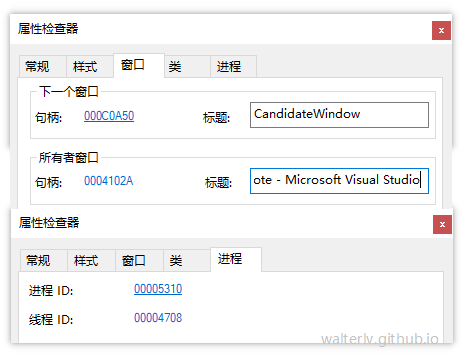 属性检查器
x
常规 样式 窗口 类 进程
下一个窗口
句柄: 000C0A50 标题: CandidateWindow
所有者窗口
句柄: 0004102A 标题: ote - Microsoft Visual Studio
属性检查器
x
常规 样式 窗口 类 进程
进程 ID: 00005310
线程 ID: 00004708
walterlv.github.io